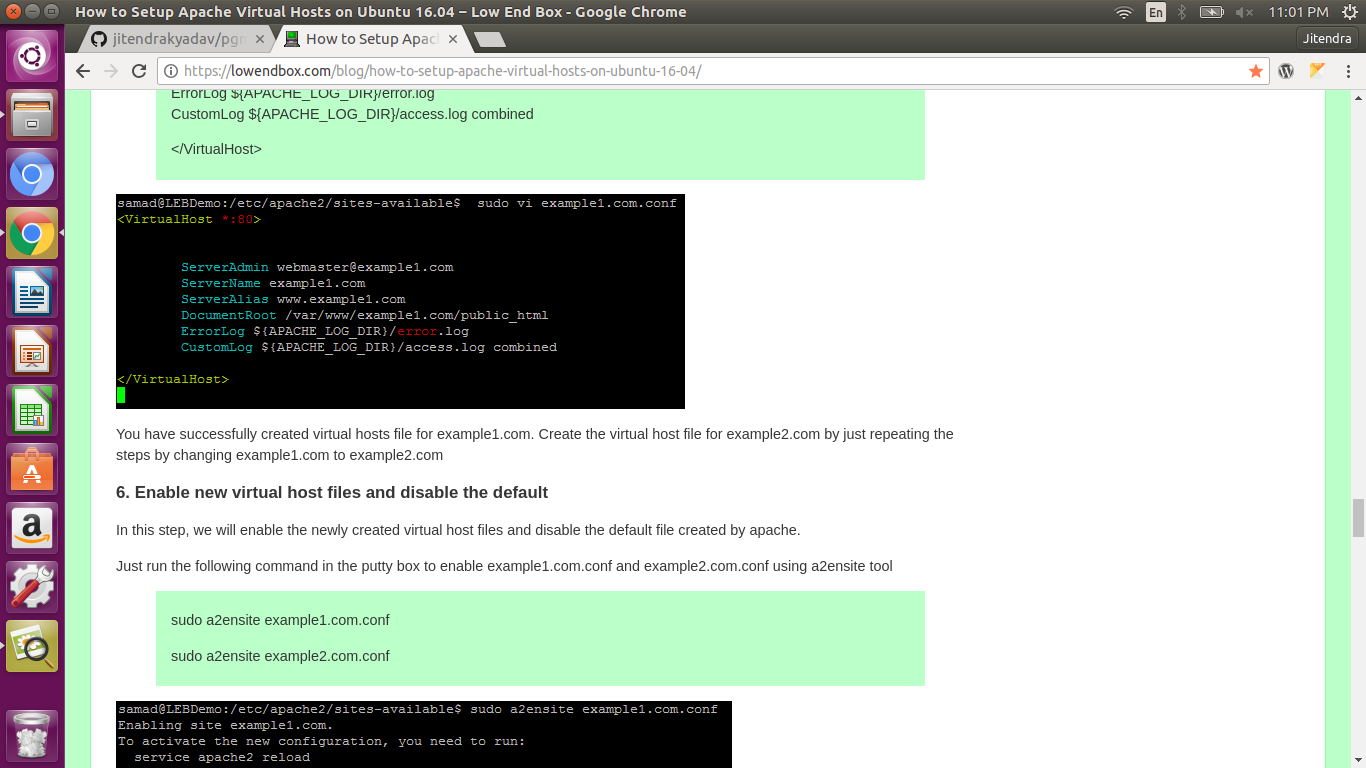 How to Setup Apache Virtual Hosts on Ubuntu 16.04 – Low End Box - Google Chrome
En
11:01 PM
jitendrakyadav/pgn
How to Setup Apac
Jitendra
https://lowendbox.com/blog/how-to-setup-apache-virtual-hosts-on-ubuntu-16-04/
ErrorLog ${APACHE_LOG_DIR}/error.log
CustomLog ${APACHE_LOG_DIR}/access.log combined
</VirtualHost>
samad@LEBDemo:/etc/apache2/sites-available$  sudo vi example1.com.conf
<VirtualHost *:80>
ServerAdmin webmaster@example1.com
ServerName example1.com
ServerAlias www.example1.com
DocumentRoot /var/www/example1.com/public_html
ErrorLog ${APACHE_LOG_DIR}/error.log
CustomLog ${APACHE_LOG_DIR}/access.log combined
</VirtualHost>
You have successfully created virtual hosts file for example1.com. Create the virtual host file for example2.com by just repeating the
steps by changing example1.com to example2.com
6. Enable new virtual host files and disable the default
In this step, we will enable the newly created virtual host files and disable the default file created by apache.
Just run the following command in the putty box to enable example1.com.conf and example2.com.conf using a2ensite tool
sudo a2ensite example1.com.conf
sudo a2ensite example2.com.conf
samad@LEBDemo:/etc/apache2/sites-available$ sudo a2ensite example1.com.conf
Enabling site example1.com.
To activate the new configuration, you need to run:
  service apache2 reload